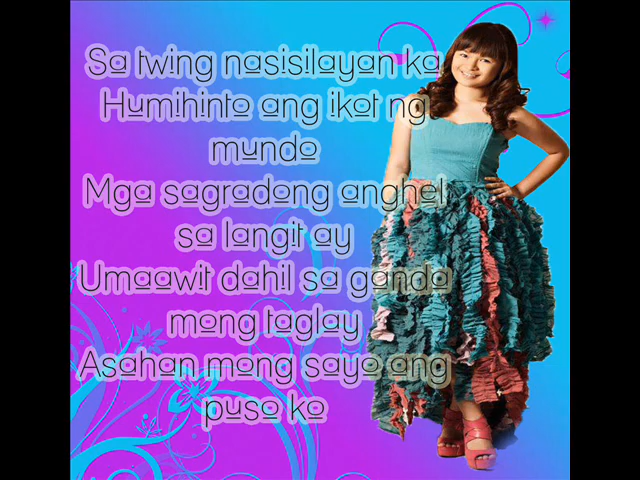 Sa twing nasisilayan ka
Humihinto ang ikot ng
mundo
Mga sagradong anghel
sa langit ay
Umaawit dahil sa ganda
mong taglay
Asahan mong sayo ang
puso ko